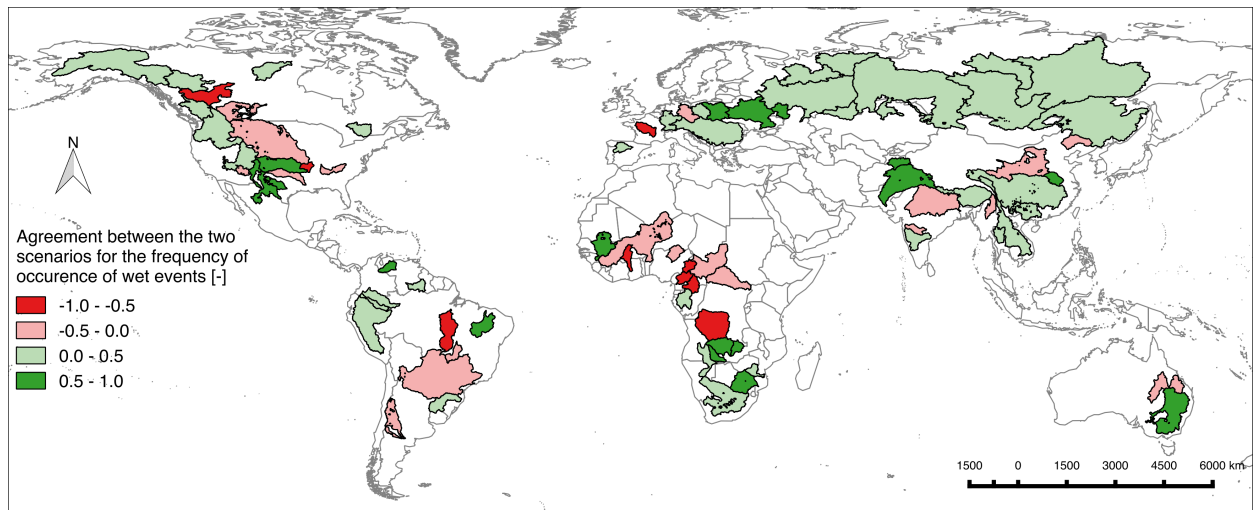 N
Agreement between the two
scenarios for the frequency of
occurence of wet events [-]
-1.0 - -0.5
-0.5 - 0.0
0.0 - 0.5
0.5 - 1.0
1500 0 1500 3000 4500 6000 km